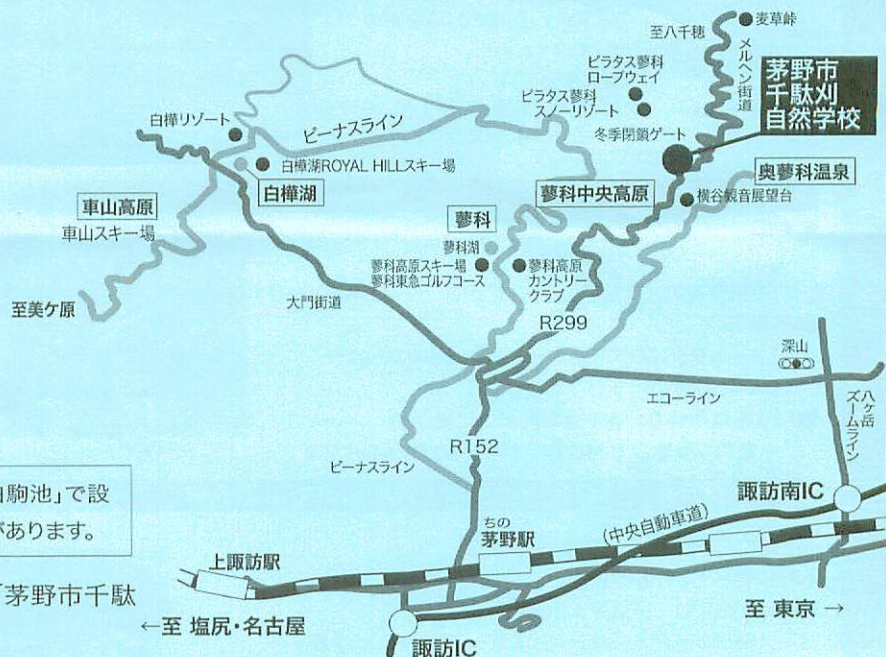 麦草峠
至八千穂
メルヘン街道
ピラタス蓼科
ロープウェイ
ピラタス蓼科
スノーリゾート
冬季閉鎖ゲート
茅野市
千駄刈
自然学校
白樺リゾート
ビーナスライン
白樺湖ROYAL HILLスキー場
白樺湖
車山高原
車山スキー場
至美ケ原
蓼科中央高原
奥蓼科温泉
横谷観音展望台
蓼科
蓼科湖
蓼科高原スキー場
蓼科東急ゴルフコース
蓼科高原
カントリー
クラブ
大門街道
R299
深山
エコーライン
八ヶ岳
ズームライン
R152
ビーナスライン
白駒池」で設
があります。
諏訪南IC
ちの
茅野駅
(中央自動車道)
上諏訪駅
「茅野市千駄
←至 塩尻・名古屋
至 東京 →
諏訪IC